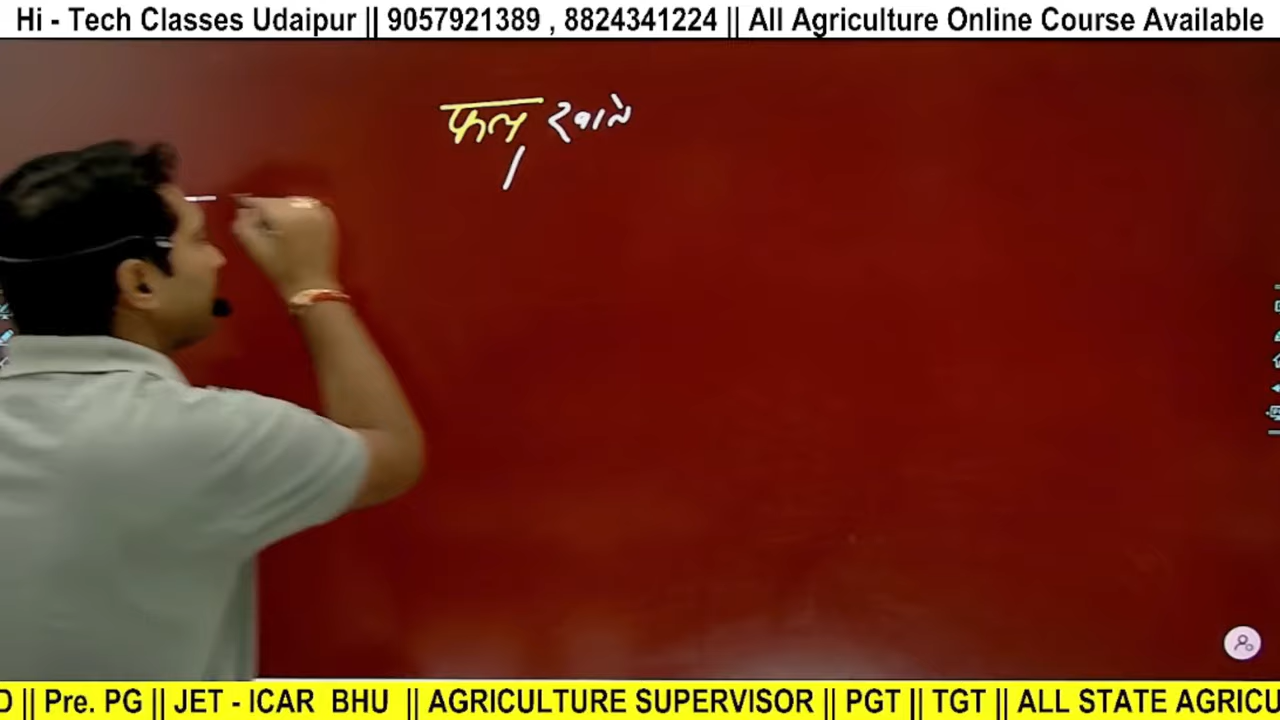 Hi - Tech Classes Udaipur || 9057921389 , 8824341224 || All Agriculture Online Course Available
फल खाने
D || Pre. PG || JET - ICAR BHU || AGRICULTURE SUPERVISOR || PGT || TGT || ALL STATE AGRICU